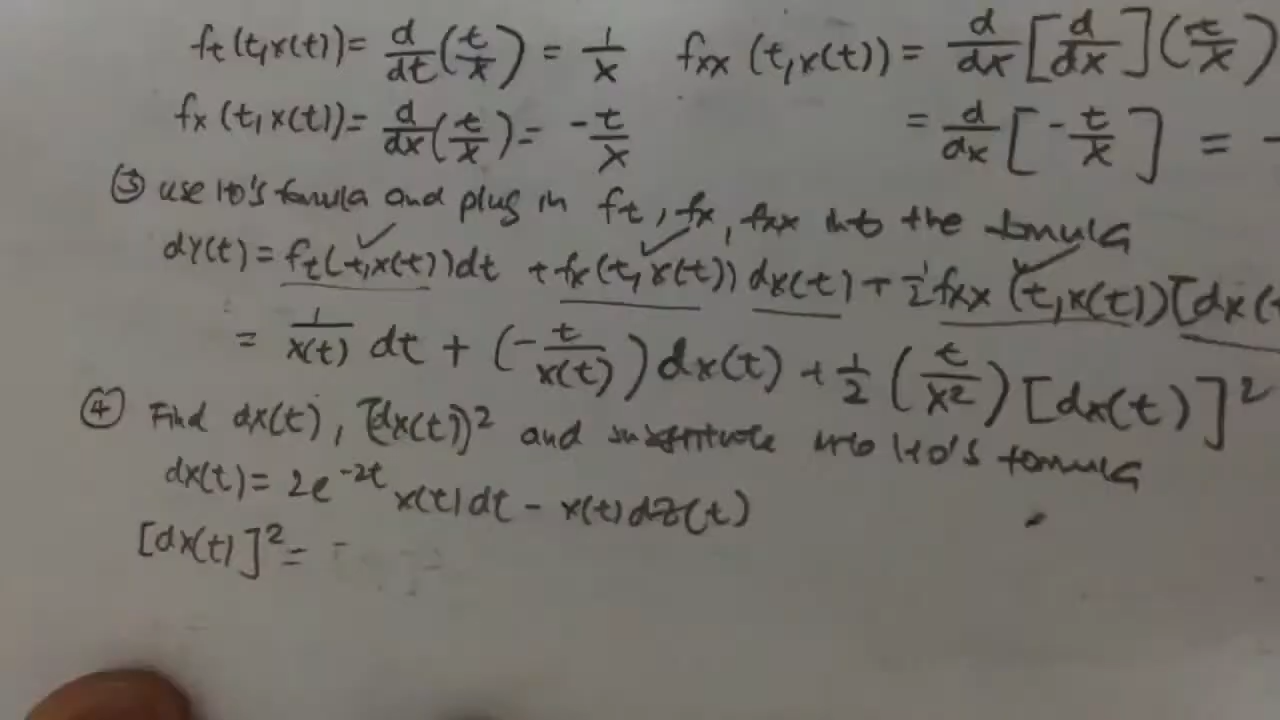 ft (t,x(t))= d/dt (t/x) = 1/x   fxx (t,x(t)) = d/dx [d/dx] (t/x)
fx (t,x(t))= d/dx (t/x) = -t/x   = d/dx [-t/x] = -
③ use Ito's formula and plug in ft, fx, fxx into the formula
dY(t) = ft(t,x(t))dt + fx(t,x(t)) dx(t) + 1/2 fxx (t,x(t))[dx(t
= 1/x(t) dt + (- t/x(t)) dx(t) + 1/2 (t/x2) [dx(t)]²
④ Find dx(t), [dx(t)]² and substitute into Ito's formula
dx(t) = 2e^-2t x(t)dt - x(t)dZ(t)
[dx(t)]² =